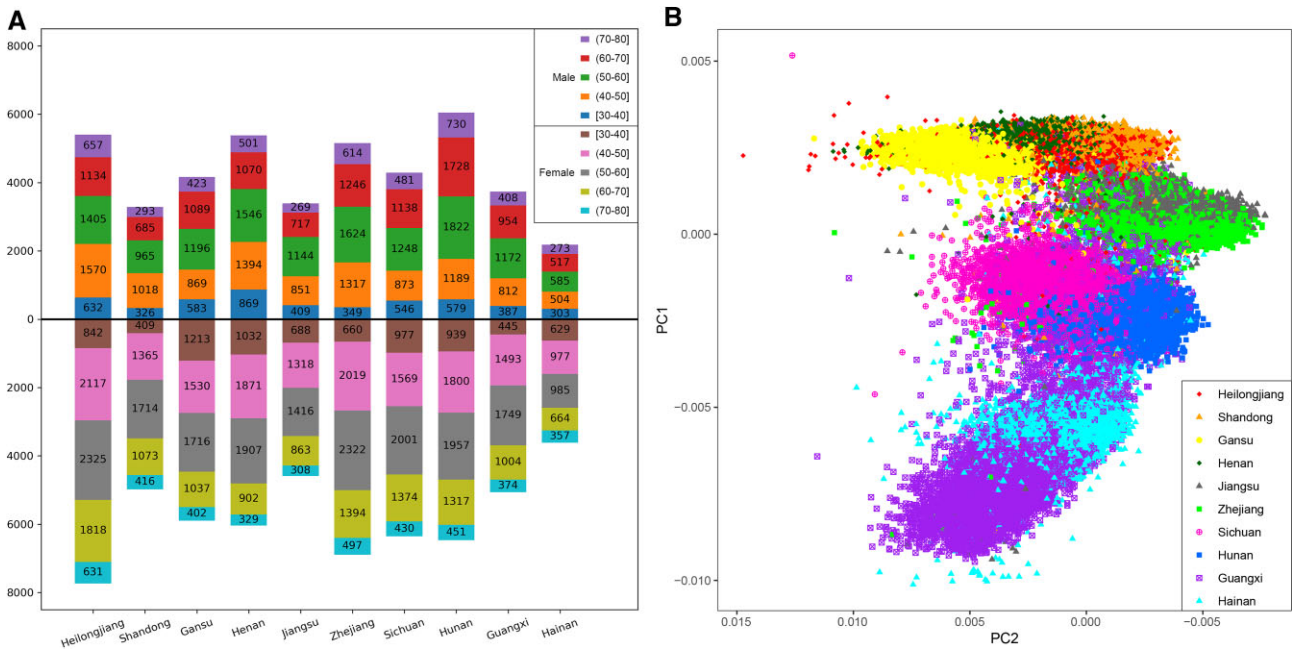 A
8000
6000
4000
2000
0
2000
4000
6000
8000
Male
(70-80]
(60-70]
(50-60]
(40-50]
[30-40]
Female
[30-40]
(40-50]
(50-60]
(60-70]
(70-80]
657 1134 1405 1570 632 842 2117 2325 1818 631
293 685 965 1018 326 409 1365 1714 1073 416
423 1089 1196 869 583 1213 1530 1716 1037 402
501 1070 1546 1394 869 1032 1871 1907 902 329
269 717 1144 851 409 688 1318 1416 863 308
614 1246 1624 1317 349 660 2019 2322 1394 497
481 1138 1248 873 546 977 1569 2001 1374 430
730 1728 1822 1189 579 939 1800 1957 1317 451
408 954 1172 812 387 445 1493 1749 1004 374
273 517 585 504 303 629 977 985 664 357
Heilongjiang Shandong Gansu Henan Jiangsu Zhejiang Sichuan Hunan Guangxi Hainan
B
PC1
0.005
0.000
−0.005
−0.010
Heilongjiang
Shandong
Gansu
Henan
Jiangsu
Zhejiang
Sichuan
Hunan
Guangxi
Hainan
0.015 0.010 0.005 0.000 −0.005
PC2